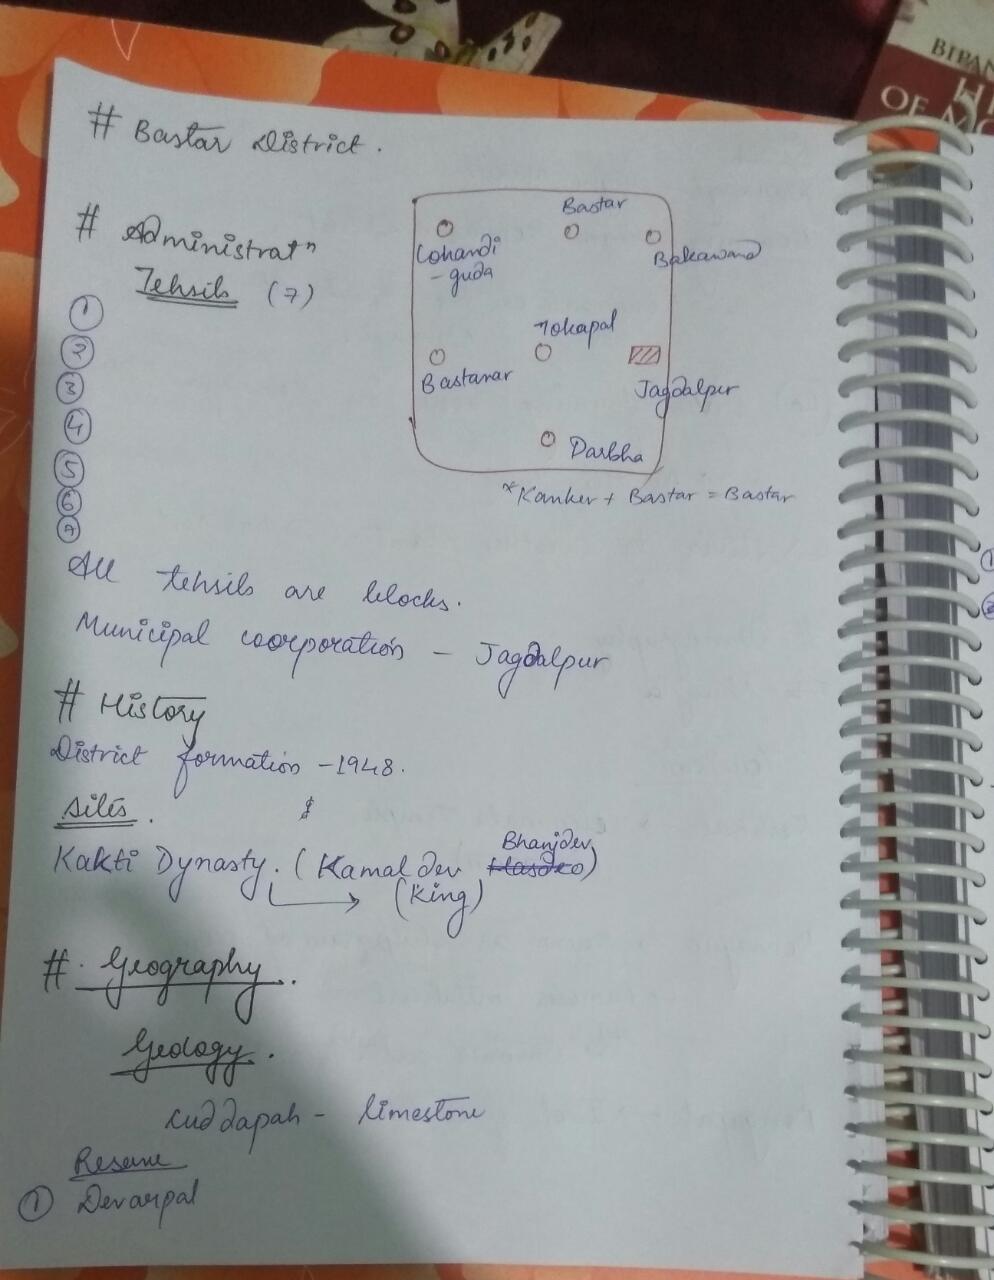 # Bastar District.
# Administratⁿ
Tehsils (7)
①
②
③
④
⑤
⑥
⑦
Bastar
Lohandi
-guda
Bakawand
Tokapal
Bastanar
Jagdalpur
Darbha
*Kanker + Bastar = Bastar
All tehsils are blocks.
Municipal coorporation - Jagdalpur
# History
District formation - 1948.
Sites.
Bhanjdev
Kakti Dynasty. (Kamal dev Hasdeo)
(King)
# Geography.
Geology.
Cuddapah - limestone
① Devarpal
BIPAN
OF MO